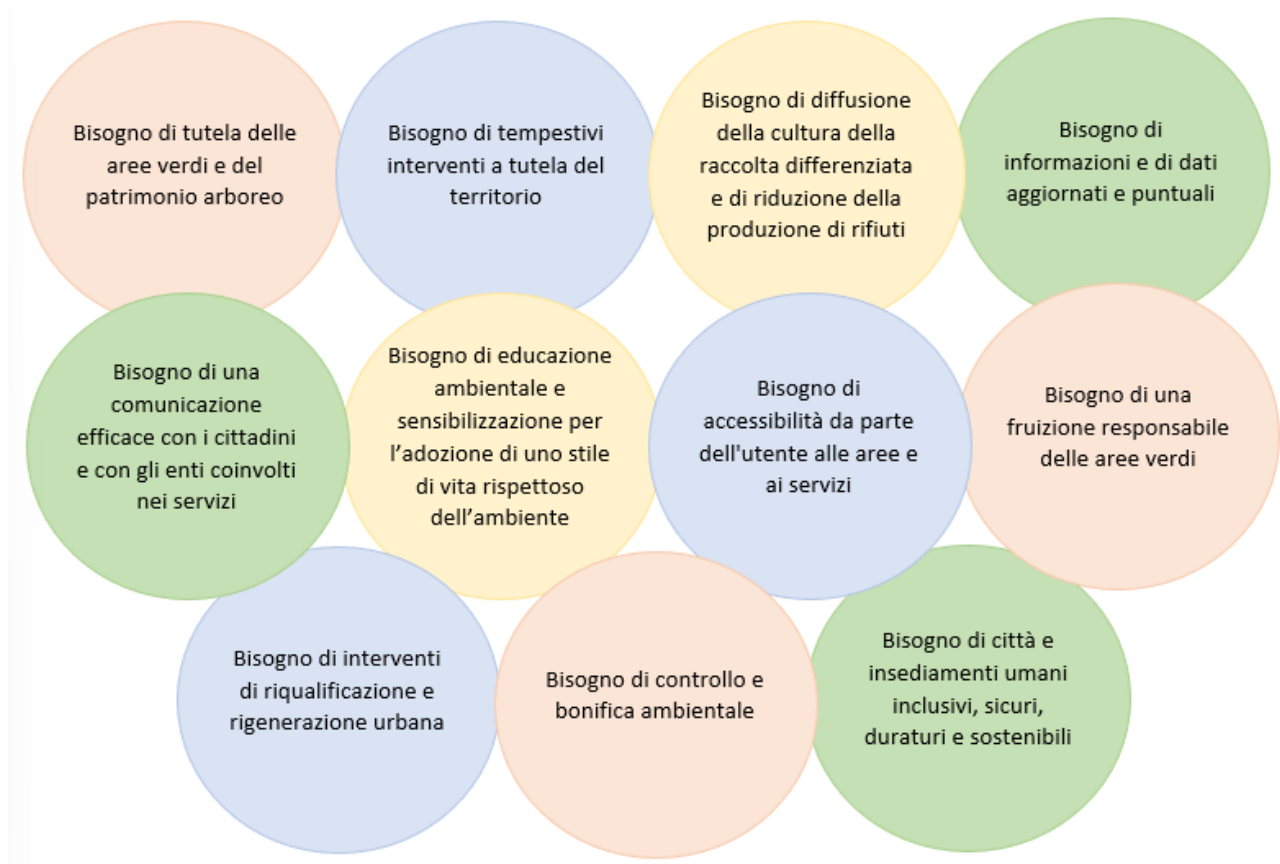 Bisogno di tutela delle
aree verdi e del
patrimonio arboreo
Bisogno di tempestivi
interventi a tutela del
territorio
Bisogno di diffusione
della cultura della
raccolta differenziata
e di riduzione della
produzione di rifiuti
Bisogno di
informazioni e di dati
aggiornati e puntuali
Bisogno di una
comunicazione
efficace con i cittadini
e con gli enti coinvolti
nei servizi
Bisogno di educazione
ambientale e
sensibilizzazione per
l’adozione di uno stile
di vita rispettoso
dell’ambiente
Bisogno di
accessibilità da parte
dell'utente alle aree e
ai servizi
Bisogno di una
fruizione responsabile
delle aree verdi
Bisogno di interventi
di riqualificazione e
rigenerazione urbana
Bisogno di controllo e
bonifica ambientale
Bisogno di città e
insediamenti umani
inclusivi, sicuri,
duraturi e sostenibili